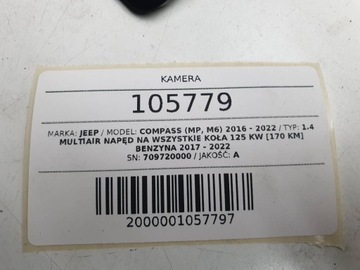 KAMERA
105779
MARKA: JEEP / MODEL: COMPASS (MP, M6) 2016 - 2022 / TYP: 1.4
MULTIAIR NAPĘD NA WSZYSTKIE KOŁA 125 KW [170 KM]
BENZYNA 2017 - 2022
SN: 709720000 / JAKOŚĆ: A
2000001057797